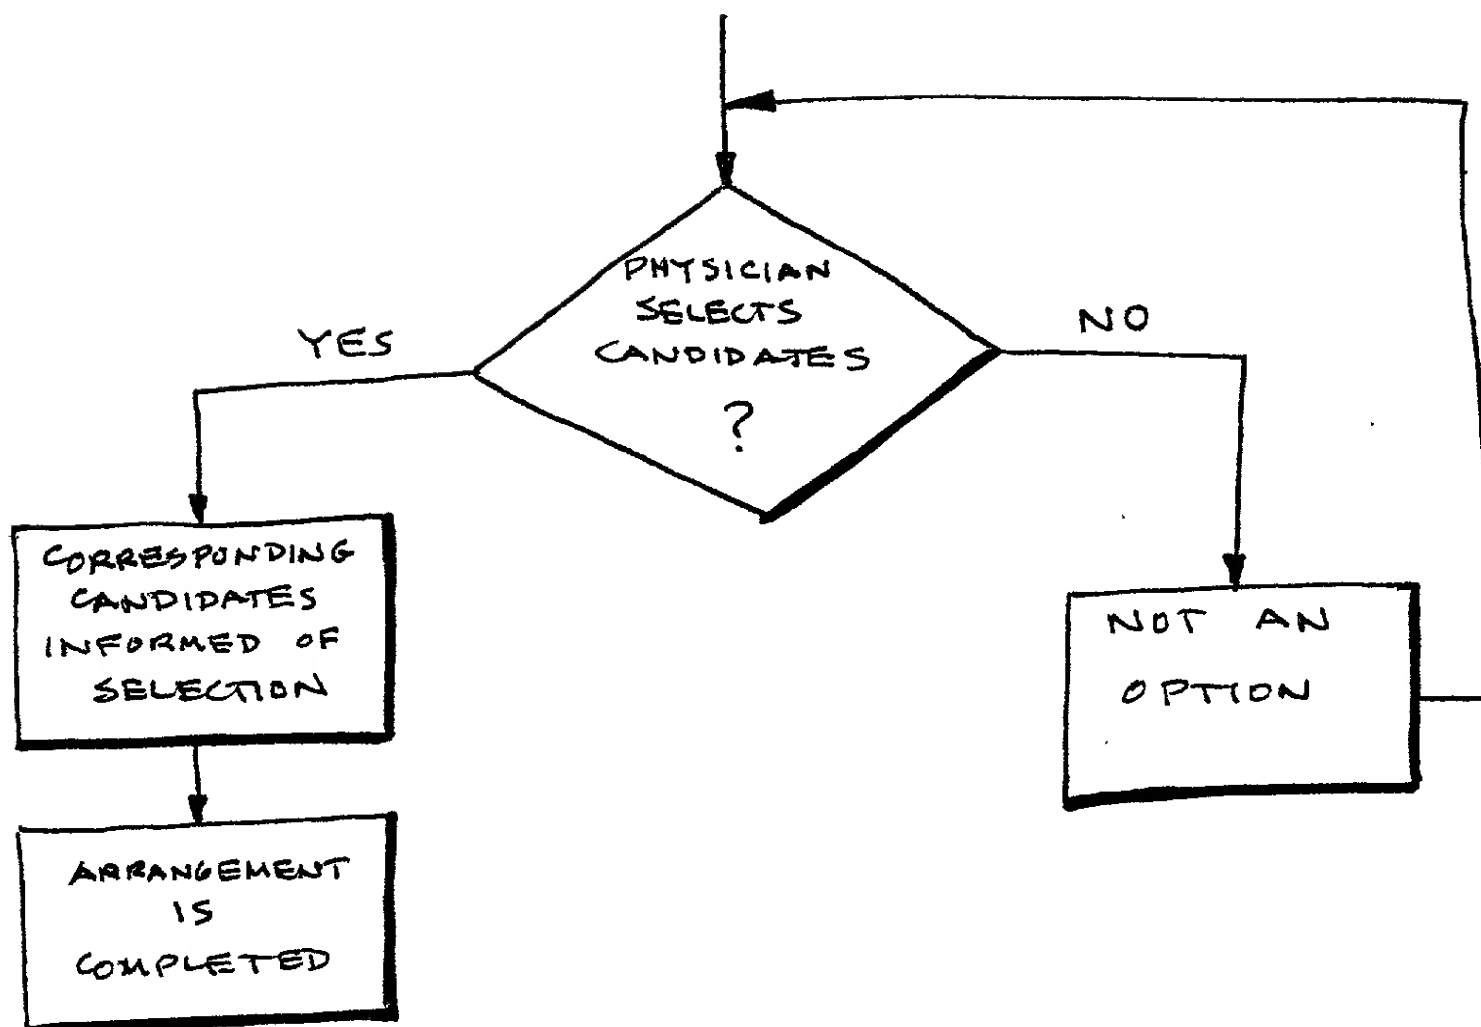 PHYSICIAN
SELECTS
CANDIDATES
?
YES
NO
CORRESPONDING
CANDIDATES
INFORMED OF
SELECTION
NOT AN
OPTION
ARRANGEMENT
IS
COMPLETED